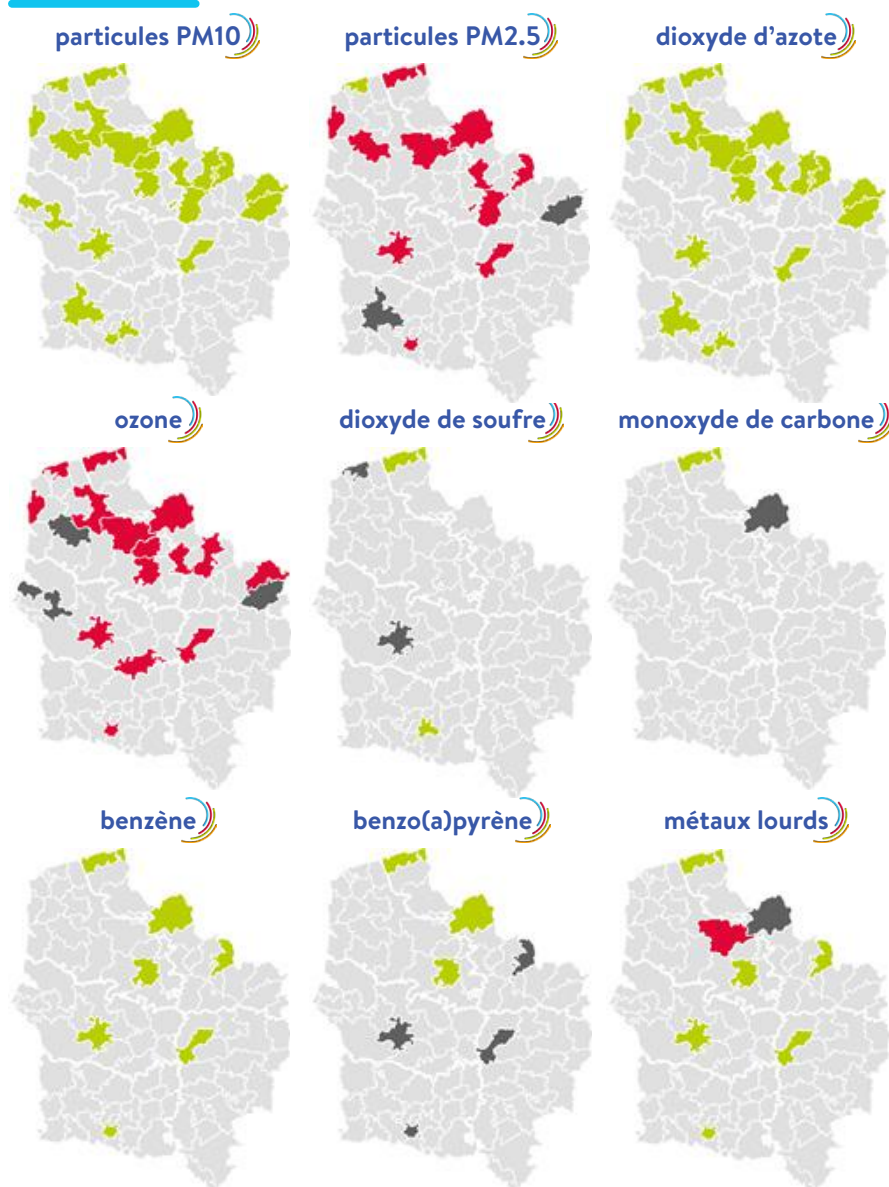 particules PM10
particules PM2.5
dioxyde d'azote
ozone
dioxyde de soufre
monoxyde de carbone
benzène
benzo(a)pyrène
métaux lourds